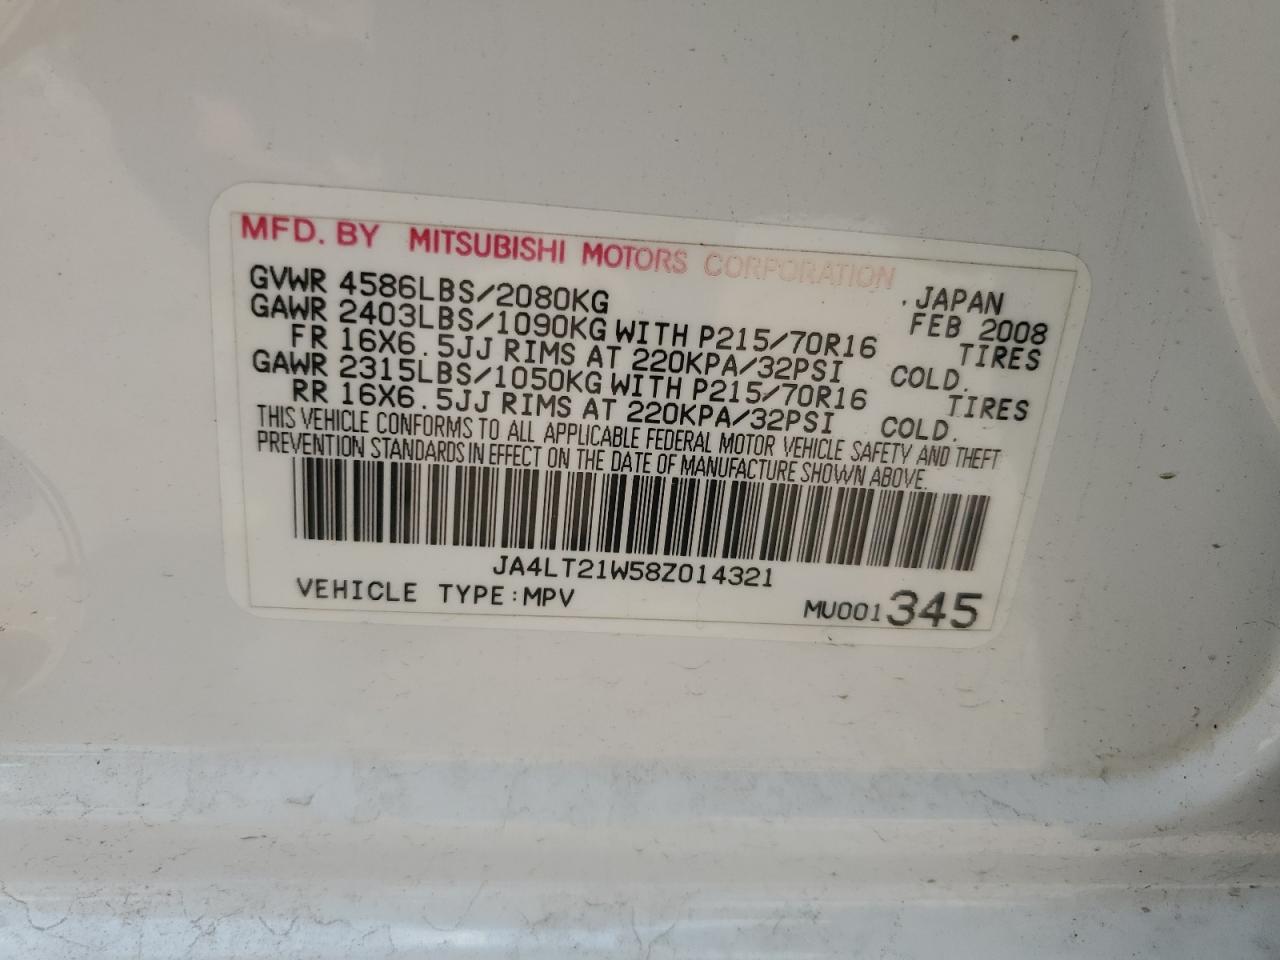 MFD. BY MITSUBISHI MOTORS CORPORATION, JAPAN
GVWR 4586LBS/2080KG FEB 2008
GAWR 2403LBS/1090KG WITH P215/70R16 TIRES
FR 16X6.5JJ RIMS AT 220KPA/32PSI COLD.
GAWR 2315LBS/1050KG WITH P215/70R16 TIRES
RR 16X6.5JJ RIMS AT 220KPA/32PSI COLD.
THIS VEHICLE CONFORMS TO ALL APPLICABLE FEDERAL MOTOR VEHICLE SAFETY AND THEFT
PREVENTION STANDARDS IN EFFECT ON THE DATE OF MANUFACTURE SHOWN ABOVE.
JA4LT21W58Z014321
VEHICLE TYPE:MPV MU001345